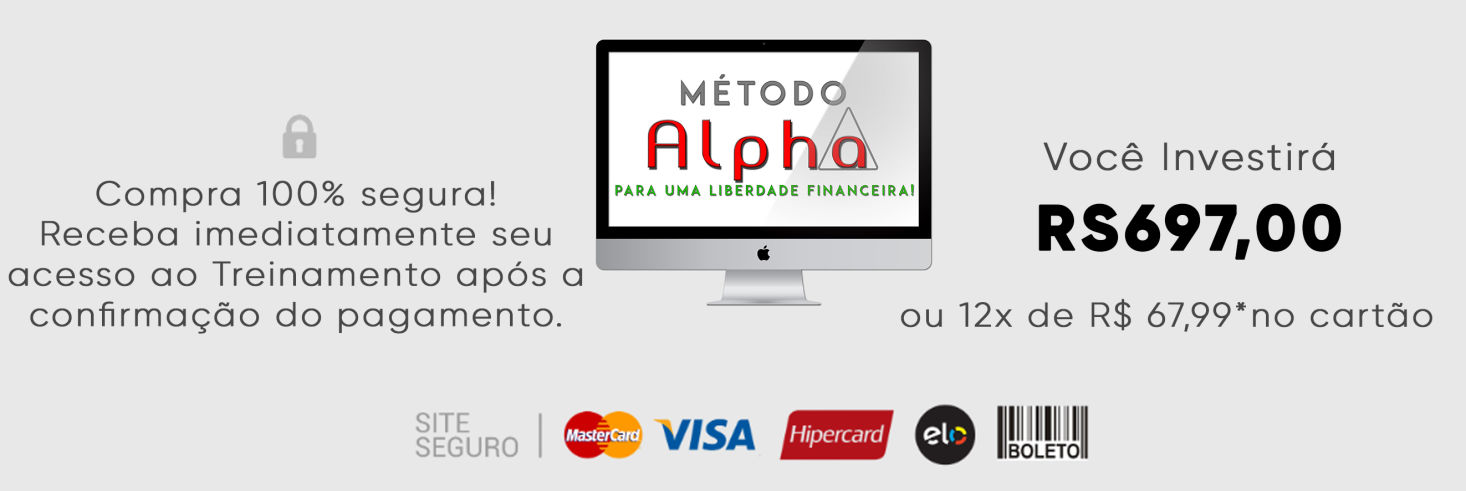 Compra 100% segura!
Receba imediatamente seu
acesso ao Treinamento após a
confirmação do pagamento.
MÉTODO
Alpha
PARA UMA LIBERDADE FINANCEIRA!
Você Investirá
RS697,00
ou 12x de R$ 67,99*no cartão
SITE
SEGURO
MasterCard
VISA
Hipercard
elo
BOLETO